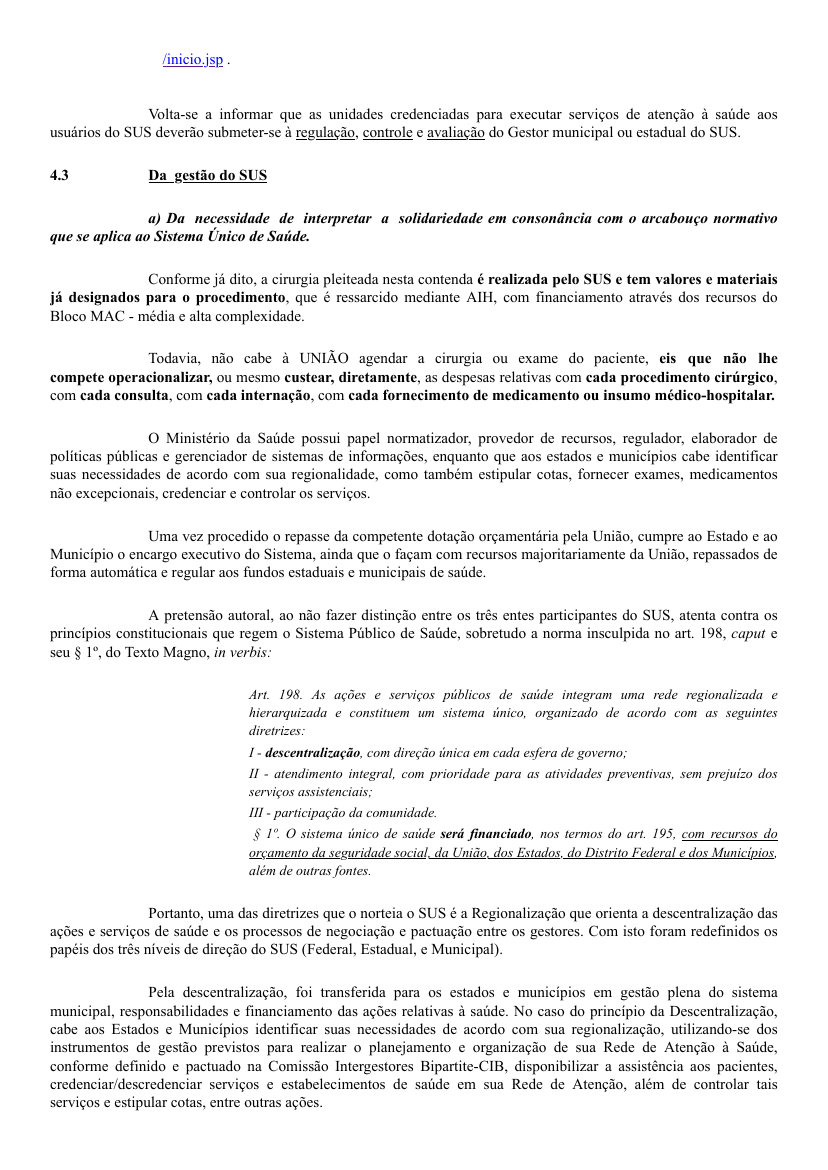 /inicio.jsp .
Volta-se a informar que as unidades credenciadas para executar serviços de atenção à saúde aos
usuários do SUS deverão submeter-se à regulação, controle e avaliação do Gestor municipal ou estadual do SUS.
4.3 Da gestão do SUS
a) Da necessidade de interpretar a solidariedade em consonância com o arcabouço normativo
que se aplica ao Sistema Único de Saúde.
Conforme já dito, a cirurgia pleiteada nesta contenda é realizada pelo SUS e tem valores e materiais
já designados para o procedimento, que é ressarcido mediante AIH, com financiamento através dos recursos do
Bloco MAC - média e alta complexidade.
Todavia, não cabe à UNIÃO agendar a cirurgia ou exame do paciente, eis que não lhe
compete operacionalizar, ou mesmo custear, diretamente, as despesas relativas com cada procedimento cirúrgico,
com cada consulta, com cada internação, com cada fornecimento de medicamento ou insumo médico-hospitalar.
O Ministério da Saúde possui papel normatizador, provedor de recursos, regulador, elaborador de
políticas públicas e gerenciador de sistemas de informações, enquanto que aos estados e municípios cabe identificar
suas necessidades de acordo com sua regionalidade, como também estipular cotas, fornecer exames, medicamentos
não excepcionais, credenciar e controlar os serviços.
Uma vez procedido o repasse da competente dotação orçamentária pela União, cumpre ao Estado e ao
Município o encargo executivo do Sistema, ainda que o façam com recursos majoritariamente da União, repassados de
forma automática e regular aos fundos estaduais e municipais de saúde.
A pretensão autoral, ao não fazer distinção entre os três entes participantes do SUS, atenta contra os
princípios constitucionais que regem o Sistema Público de Saúde, sobretudo a norma insculpida no art. 198, caput e
seu § 1º, do Texto Magno, in verbis:
Art. 198. As ações e serviços públicos de saúde integram uma rede regionalizada e
hierarquizada e constituem um sistema único, organizado de acordo com as seguintes
diretrizes:
I - descentralização, com direção única em cada esfera de governo;
II - atendimento integral, com prioridade para as atividades preventivas, sem prejuízo dos
serviços assistenciais;
III - participação da comunidade.
§ 1º. O sistema único de saúde será financiado, nos termos do art. 195, com recursos do
orçamento da seguridade social, da União, dos Estados, do Distrito Federal e dos Municípios,
além de outras fontes.
Portanto, uma das diretrizes que o norteia o SUS é a Regionalização que orienta a descentralização das
ações e serviços de saúde e os processos de negociação e pactuação entre os gestores. Com isto foram redefinidos os
papéis dos três níveis de direção do SUS (Federal, Estadual, e Municipal).
Pela descentralização, foi transferida para os estados e municípios em gestão plena do sistema
municipal, responsabilidades e financiamento das ações relativas à saúde. No caso do princípio da Descentralização,
cabe aos Estados e Municípios identificar suas necessidades de acordo com sua regionalização, utilizando-se dos
instrumentos de gestão previstos para realizar o planejamento e organização de sua Rede de Atenção à Saúde,
conforme definido e pactuado na Comissão Intergestores Bipartite-CIB, disponibilizar a assistência aos pacientes,
credenciar/descredenciar serviços e estabelecimentos de saúde em sua Rede de Atenção, além de controlar tais
serviços e estipular cotas, entre outras ações.